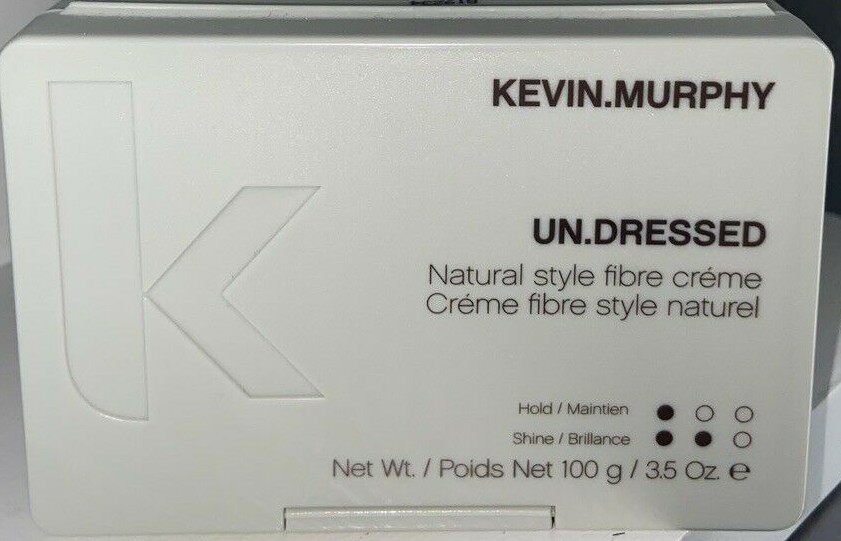 KEVIN.MURPHY
UN.DRESSED
Natural style fibre créme
Créme fibre style naturel
Hold / Maintien
Shine / Brillance
Net Wt. / Poids Net 100 g / 3.5 Oz. ℮